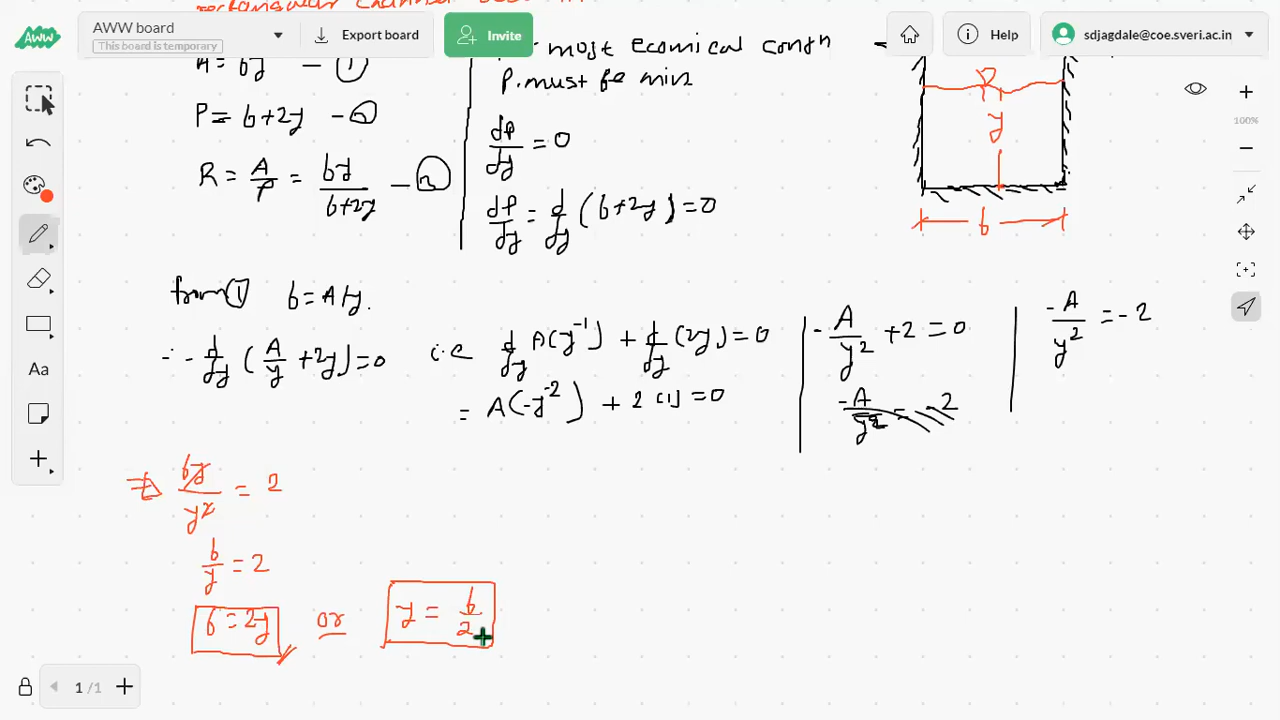 AWW board
This board is temporary
Export board
Invite
Help
sdjagdale@coe.sveri.ac.in
rectangular channel
A = by — ①
P = b+2y — ②
R = A/P = by/b+2y — ③
most economical
P. must be min
dP/dy = 0
dP/dy = d/dy (b+2y) = 0
y
b
100%
from ① b = A/y.
∴ d/dy (A/y + 2y) = 0
i.e d/dy A(y⁻¹) + d/dy (2y) = 0
= A(-y⁻²) + 2 (1) = 0
-A/y² + 2 = 0
-A/y² = -2
-A/y² = -2
⇒ by/y² = 2
b/y = 2
b = 2y or y = b/2
Aa
1 / 1